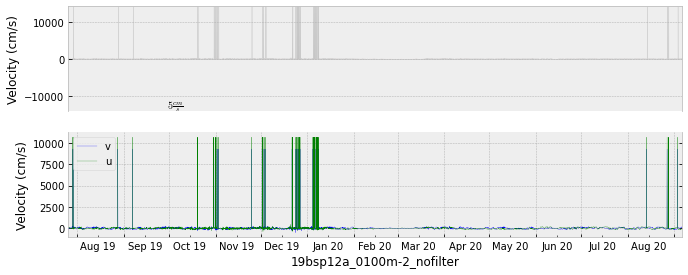 Velocity (cm/s)
10000
0
−10000
5 cm/s
Velocity (cm/s)
10000
7500
5000
2500
0
v
u
Aug 19 Sep 19 Oct 19 Nov 19 Dec 19 Jan 20 Feb 20 Mar 20 Apr 20 May 20 Jun 20 Jul 20 Aug 20
19bsp12a_0100m-2_nofilter